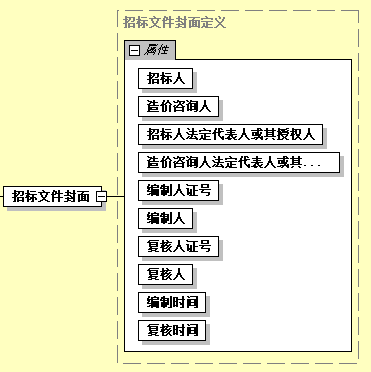 招标文件封面定义
属性
招标人
造价咨询人
招标人法定代表人或其授权人
造价咨询人法定代表人或其...
招标文件封面
编制人证号
编制人
复核人证号
复核人
编制时间
复核时间